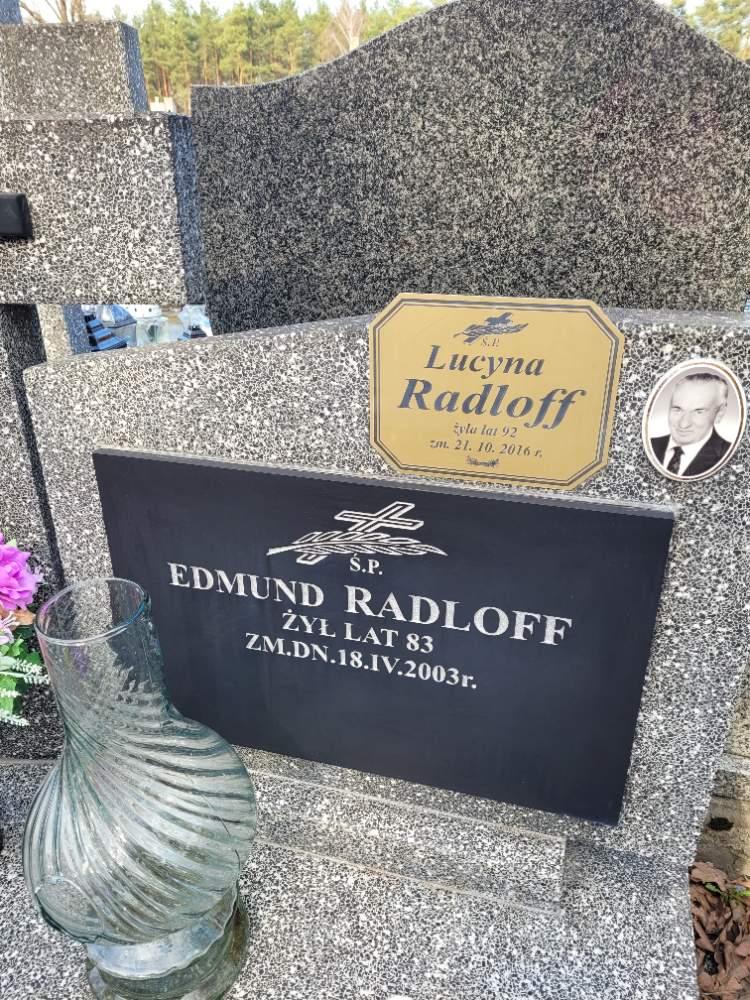 Ś.P.
Lucyna
Radloff
żyła lat 92
zm. 21. 10. 2016 r.
Ś.P.
EDMUND RADLOFF
ŻYŁ LAT 83
ZM.DN.18.IV.2003r.